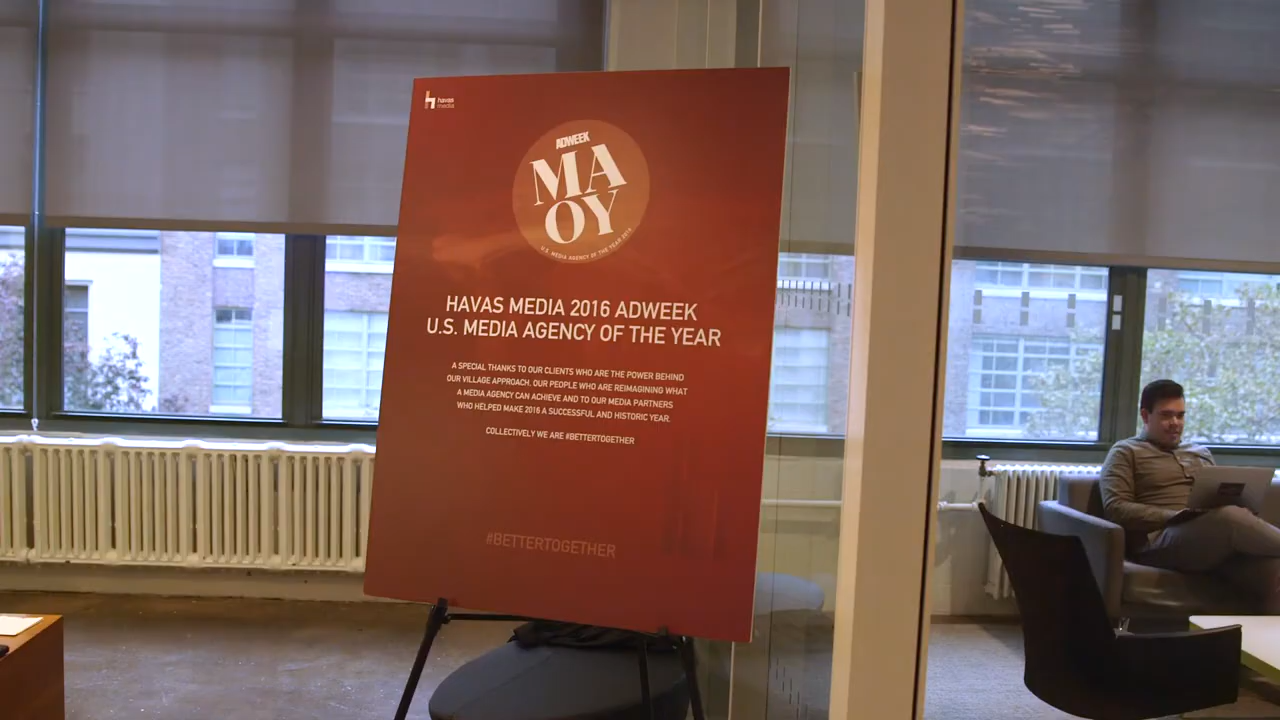 havas
media
ADWEEK
MA
OY
U.S. MEDIA AGENCY OF THE YEAR 2016
HAVAS MEDIA 2016 ADWEEK
U.S. MEDIA AGENCY OF THE YEAR
A SPECIAL THANKS TO OUR CLIENTS WHO ARE THE POWER BEHIND
OUR VILLAGE APPROACH. OUR PEOPLE WHO ARE REIMAGINING WHAT
A MEDIA AGENCY CAN ACHIEVE AND TO OUR MEDIA PARTNERS
WHO HELPED MAKE 2016 A SUCCESSFUL AND HISTORIC YEAR.
COLLECTIVELY WE ARE #BETTERTOGETHER
#BETTERTOGETHER